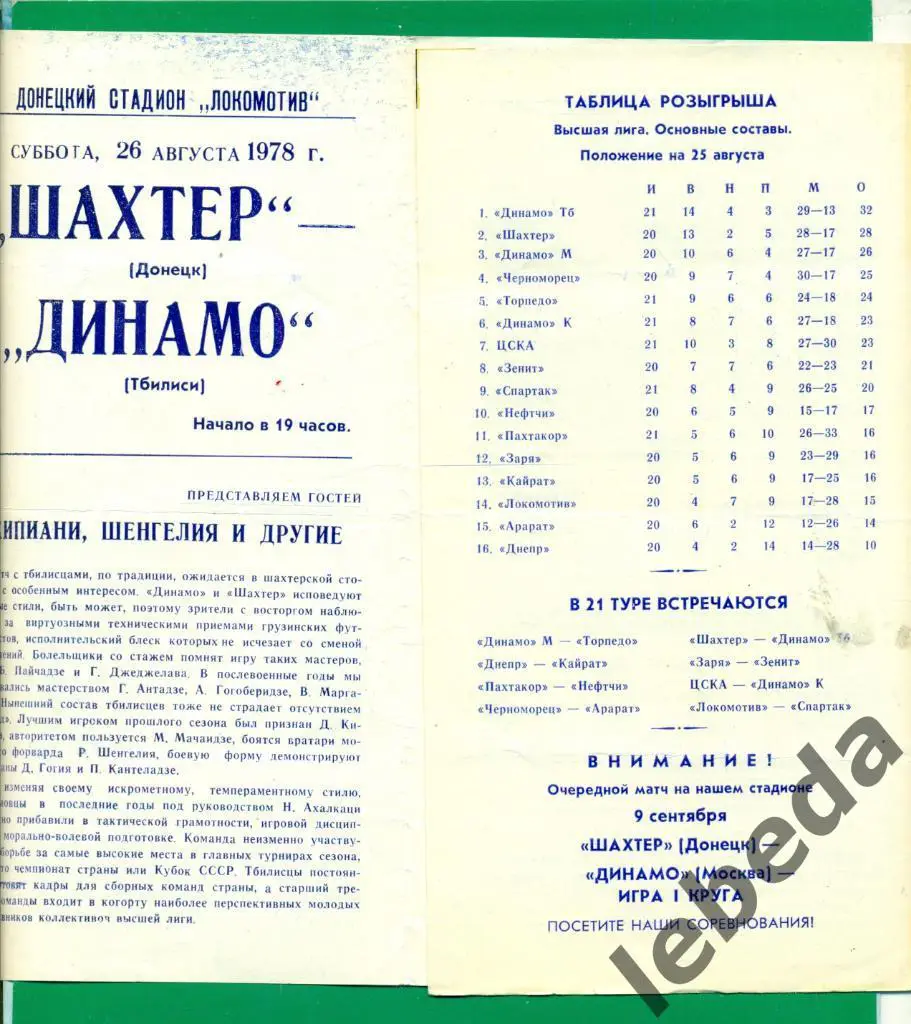 ДОНЕЦКИЙ СТАДИОН „ЛОКОМОТИВ“
СУББОТА, 26 АВГУСТА 1978 г.
„ШАХТЕР“ —
(Донецк)
„ДИНАМО“
(Тбилиси)
Начало в 19 часов.
ПРЕДСТАВЛЯЕМ ГОСТЕЙ
КИПИАНИ, ШЕНГЕЛИЯ И ДРУГИЕ
с тбилисцами, по традиции, ожидается в шахтерской сто-
с особенным интересом. «Динамо» и «Шахтер» исповедуют
стили, быть может, поэтому зрители с восторгом наблю-
за виртуозными техническими приемами грузинских фут-
исполнительский блеск которых не исчезает со сменой
Болельщики со стажем помнят игру таких мастеров,
Б. Пайчадзе и Г. Джеджелава. В послевоенные годы мы
мастерством Г. Антадзе, А. Гогоберидзе, В. Марга-
Нынешний состав тбилисцев тоже не страдает отсутствием
Лучшим игроком прошлого сезона был признан Д. Ки-
авторитетом пользуется М. Мачаидзе, боятся вратари мо-
форварда Р. Шенгелия, боевую форму демонстрируют
Д. Гогия и П. Кантеладзе.
изменяя своему искрометному, темпераментному стилю,
в последние годы под руководством Н. Ахалкаци
прибавили в тактической грамотности, игровой дисцип-
морально-волевой подготовке. Команда неизменно участву-
борьбе за самые высокие места в главных турнирах сезона,
чемпионат страны или Кубок СССР. Тбилисцы постоян-
кадры для сборных команд страны, а старший тре-
команды входит в когорту наиболее перспективных молодых
коллективов высшей лиги.
ТАБЛИЦА РОЗЫГРЫША
Высшая лига. Основные составы.
Положение на 25 августа
И В Н П М О
1. «Динамо» Тб 21 14 4 3 29—13 32
2. «Шахтер» 20 13 2 5 28—17 28
3. «Динамо» М 20 10 6 4 27—17 26
4. «Черноморец» 20 9 7 4 30—17 25
5. «Торпедо» 21 9 6 6 24—18 24
6. «Динамо» К 21 8 7 6 27—18 23
7. ЦСКА 21 10 3 8 27—30 23
8. «Зенит» 20 7 7 6 22—23 21
9. «Спартак» 21 8 4 9 26—25 20
10. «Нефтчи» 20 6 5 9 15—17 17
11. «Пахтакор» 21 5 6 10 26—33 16
12. «Заря» 20 5 6 9 23—29 16
13. «Кайрат» 20 5 6 9 17—25 16
14. «Локомотив» 20 4 7 9 17—28 15
15. «Арарат» 20 6 2 12 12—26 14
16. «Днепр» 20 4 2 14 14—28 10
В 21 ТУРЕ ВСТРЕЧАЮТСЯ
«Динамо» М — «Торпедо» «Шахтер» — «Динамо» Тб
«Днепр» — «Кайрат» «Заря» — «Зенит»
«Пахтакор» — «Нефтчи» ЦСКА — «Динамо» К
«Черноморец» — «Арарат» «Локомотив» — «Спартак»
ВНИМАНИЕ!
Очередной матч на нашем стадионе
9 сентября
«ШАХТЕР» (Донецк) —
«ДИНАМО» (Москва) —
ИГРА I КРУГА
ПОСЕТИТЕ НАШИ СОРЕВНОВАНИЯ!
lebeda